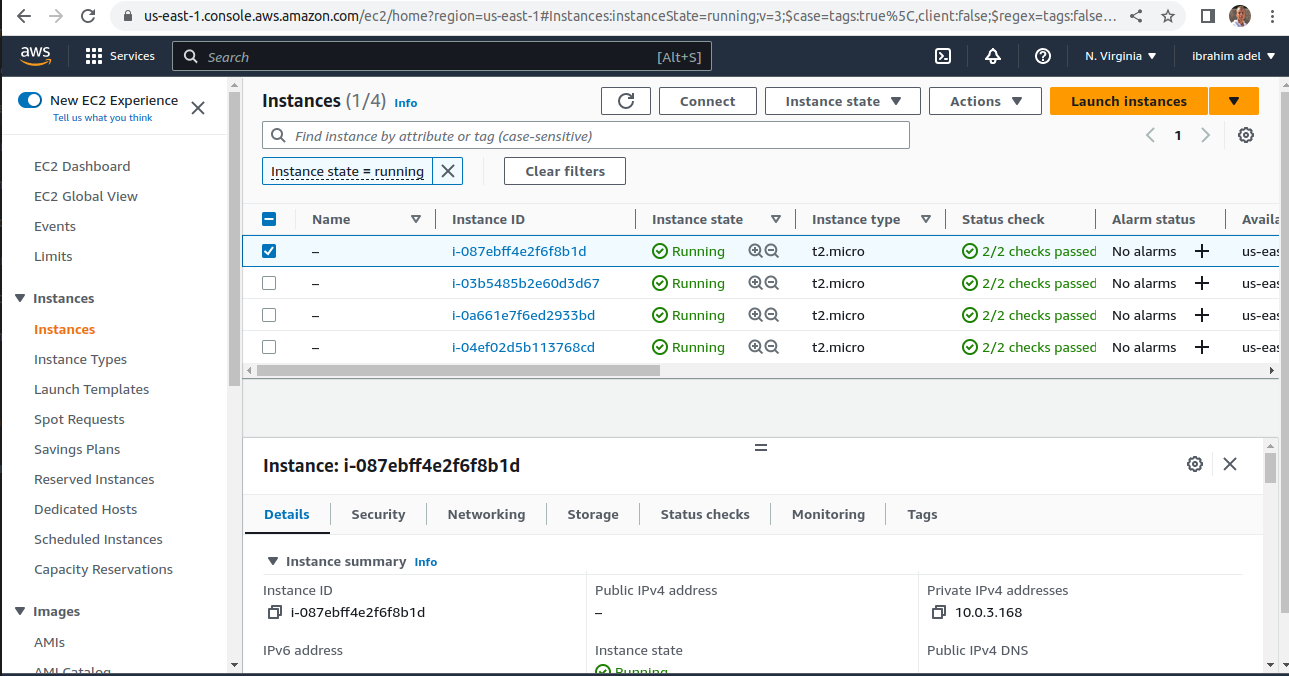 us-east-1.console.aws.amazon.com/ec2/home?region=us-east-1#Instances:instanceState=running;v=3;$case=tags:true%5C,client:false;$regex=tags:false...
aws
Services
Search
[Alt+S]
N. Virginia
ibrahim adel
New EC2 Experience
Tell us what you think
EC2 Dashboard
EC2 Global View
Events
Limits
Instances
Instances
Instance Types
Launch Templates
Spot Requests
Savings Plans
Reserved Instances
Dedicated Hosts
Scheduled Instances
Capacity Reservations
Images
AMIs
AMI Catalog
Instances (1/4) Info
Connect
Instance state
Actions
Launch instances
Find instance by attribute or tag (case-sensitive)
1
Instance state = running
Clear filters
Name Instance ID Instance state Instance type Status check Alarm status Availa
– i-087ebff4e2f6f8b1d Running t2.micro 2/2 checks passed No alarms + us-eas
– i-03b5485b2e60d3d67 Running t2.micro 2/2 checks passed No alarms + us-eas
– i-0a661e7f6ed2933bd Running t2.micro 2/2 checks passed No alarms + us-eas
– i-04ef02d5b113768cd Running t2.micro 2/2 checks passed No alarms + us-eas
Instance: i-087ebff4e2f6f8b1d
Details Security Networking Storage Status checks Monitoring Tags
Instance summary Info
Instance ID
i-087ebff4e2f6f8b1d
Public IPv4 address
–
Private IPv4 addresses
10.0.3.168
IPv6 address
Instance state
Running
Public IPv4 DNS